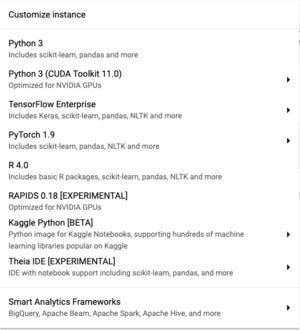 Customize instance
Python 3
Includes scikit-learn, pandas and more
Python 3 (CUDA Toolkit 11.0)
Optimized for NVIDIA GPUs
TensorFlow Enterprise
Includes Keras, scikit-learn, pandas, NLTK and more
PyTorch 1.9
Includes scikit-learn, pandas, NLTK and more
R 4.0
Includes basic R packages, scikit-learn, pandas, NLTK and more
RAPIDS 0.18 [EXPERIMENTAL]
Optimized for NVIDIA GPUs
Kaggle Python [BETA]
Python image for Kaggle Notebooks, supporting hundreds of machine
learning libraries popular on Kaggle
Theia IDE [EXPERIMENTAL]
IDE with notebook support including scikit-learn, pandas, and more
Smart Analytics Frameworks
BigQuery, Apache Beam, Apache Spark, Apache Hive, and more